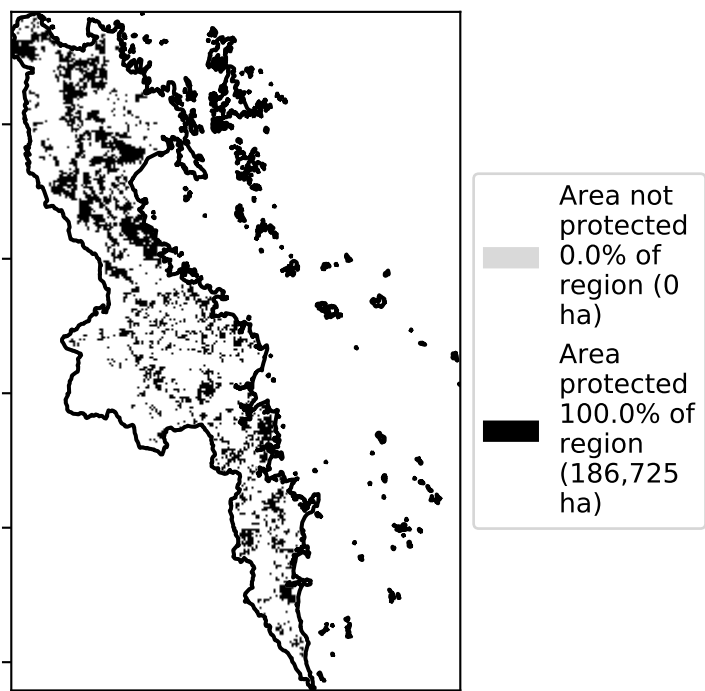 Area not
protected
0.0% of
region (0
ha)
Area
protected
100.0% of
region
(186,725
ha)